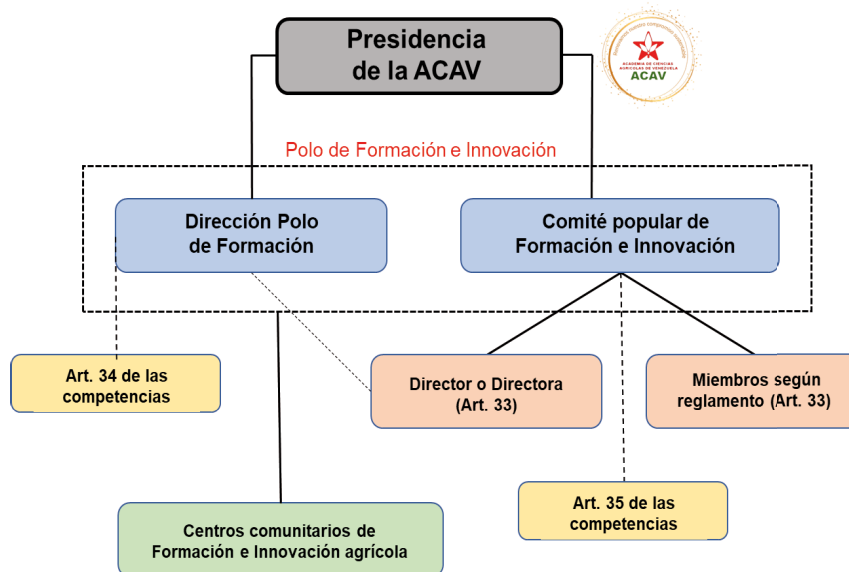 Presidencia
de la ACAV
ACADEMIA DE CIENCIAS
AGRÍCOLAS DE VENEZUELA
ACAV
Polo de Formación e Innovación
Dirección Polo
de Formación
Comité popular de
Formación e Innovación
Art. 34 de las
competencias
Director o Directora
(Art. 33)
Miembros según
reglamento (Art. 33)
Art. 35 de las
competencias
Centros comunitarios de
Formación e Innovación agrícola